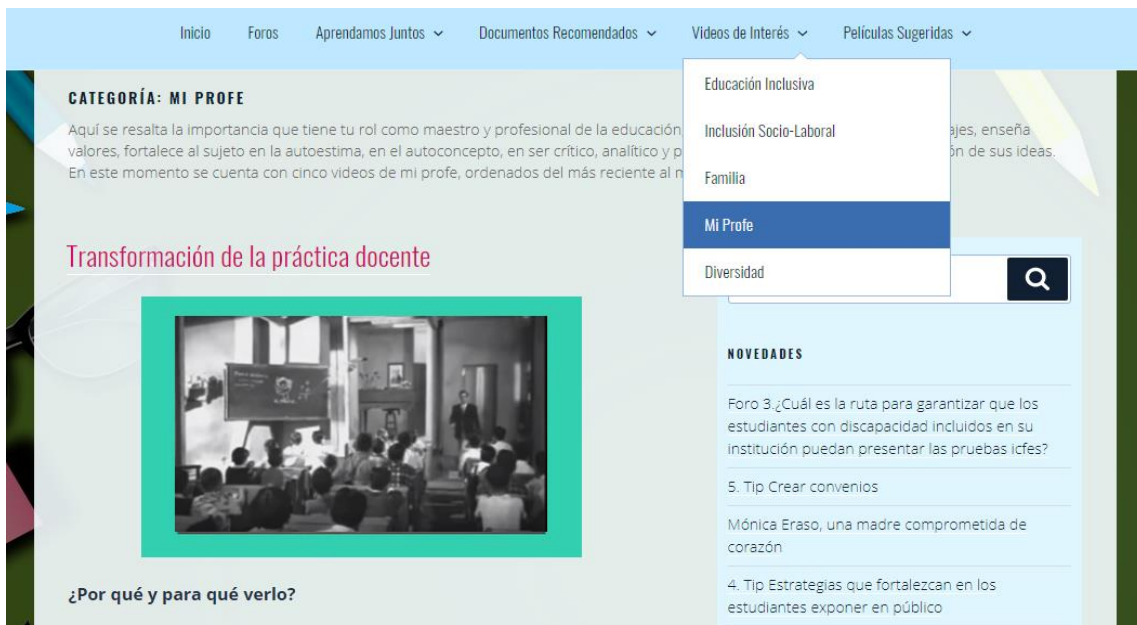 Inicio Foros Aprendamos Juntos Documentos Recomendados Videos de Interés Películas Sugeridas
Educación Inclusiva
Inclusión Socio-Laboral
Familia
Mi Profe
Diversidad
CATEGORÍA: MI PROFE
Aquí se resalta la importancia que tiene tu rol como maestro y profesional de la educación, ajes, enseña
valores, fortalece al sujeto en la autoestima, en el autoconcepto, en ser crítico, analítico y p ón de sus ideas.
En este momento se cuenta con cinco videos de mi profe, ordenados del más reciente al m
Transformación de la práctica docente
¿Por qué y para qué verlo?
NOVEDADES
Foro 3.¿Cuál es la ruta para garantizar que los
estudiantes con discapacidad incluidos en su
institución puedan presentar las pruebas icfes?
5. Tip Crear convenios
Mónica Eraso, una madre comprometida de
corazón
4. Tip Estrategias que fortalezcan en los
estudiantes exponer en público